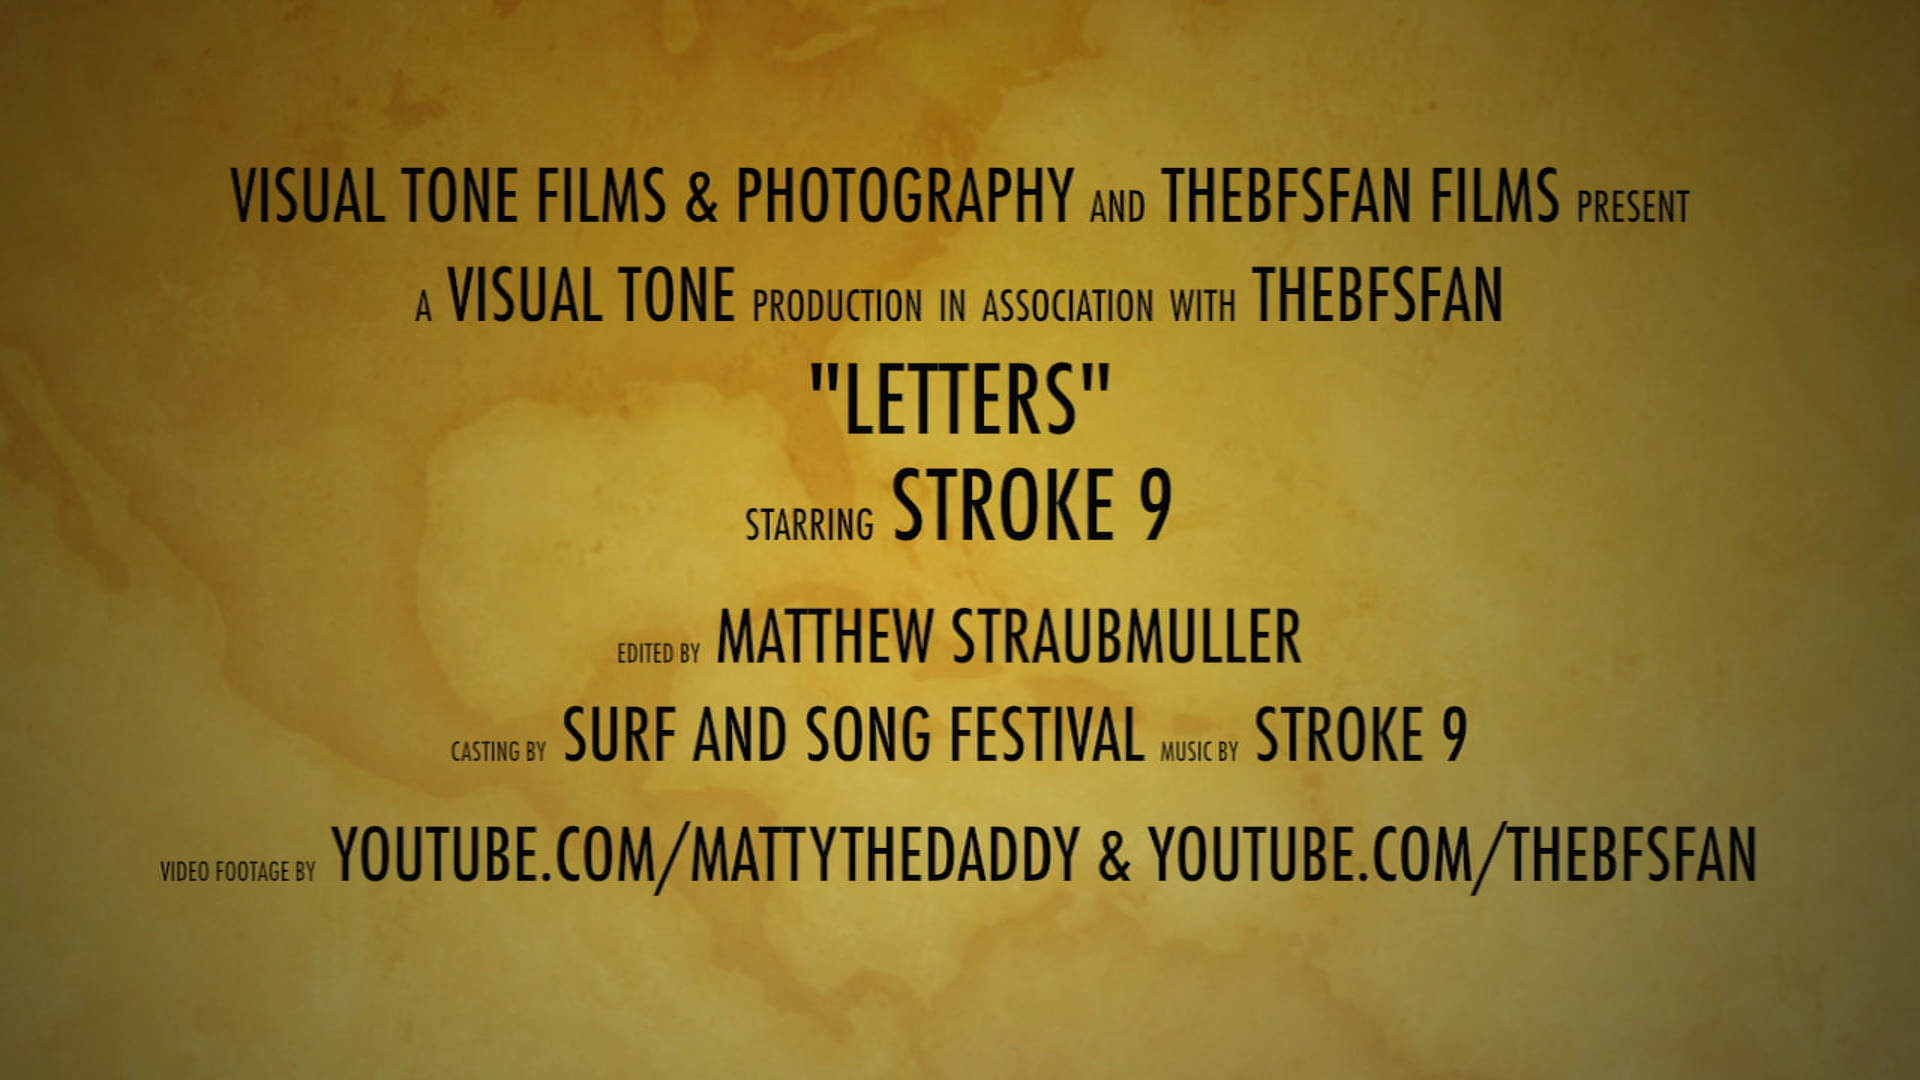 VISUAL TONE FILMS & PHOTOGRAPHY AND THEBFSFAN FILMS PRESENT
A VISUAL TONE PRODUCTION IN ASSOCIATION WITH THEBFSFAN
"LETTERS"
STARRING STROKE 9
EDITED BY MATTHEW STRAUBMULLER
CASTING BY SURF AND SONG FESTIVAL MUSIC BY STROKE 9
VIDEO FOOTAGE BY YOUTUBE.COM/MATTYTHEDADDY & YOUTUBE.COM/THEBFSFAN